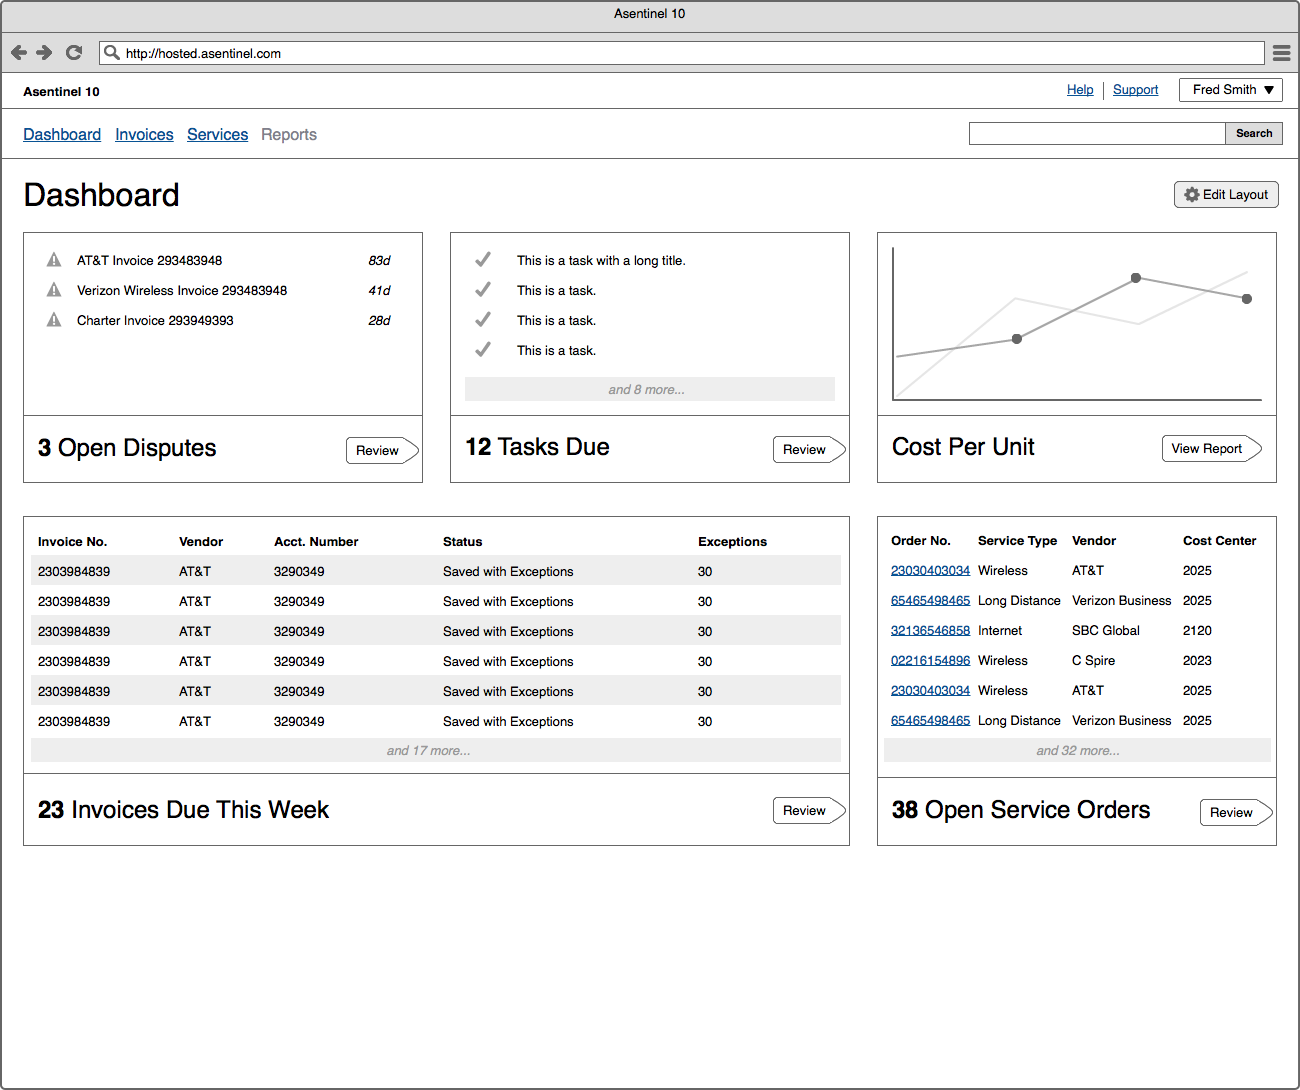 Asentinel 10
http://hosted.asentinel.com
Asentinel 10
Help Support Fred Smith
Dashboard Invoices Services Reports
Search
Dashboard
Edit Layout
AT&T Invoice 293483948 83d
Verizon Wireless Invoice 293483948 41d
Charter Invoice 293949393 28d
3 Open Disputes
Review
This is a task with a long title.
This is a task.
This is a task.
This is a task.
and 8 more...
12 Tasks Due
Review
Cost Per Unit
View Report
Invoice No. Vendor Acct. Number Status Exceptions
2303984839 AT&T 3290349 Saved with Exceptions 30
2303984839 AT&T 3290349 Saved with Exceptions 30
2303984839 AT&T 3290349 Saved with Exceptions 30
2303984839 AT&T 3290349 Saved with Exceptions 30
2303984839 AT&T 3290349 Saved with Exceptions 30
2303984839 AT&T 3290349 Saved with Exceptions 30
and 17 more...
23 Invoices Due This Week
Review
Order No. Service Type Vendor Cost Center
23030403034 Wireless AT&T 2025
65465498465 Long Distance Verizon Business 2025
32136546858 Internet SBC Global 2120
02216154896 Wireless C Spire 2023
23030403034 Wireless AT&T 2025
65465498465 Long Distance Verizon Business 2025
and 32 more...
38 Open Service Orders
Review